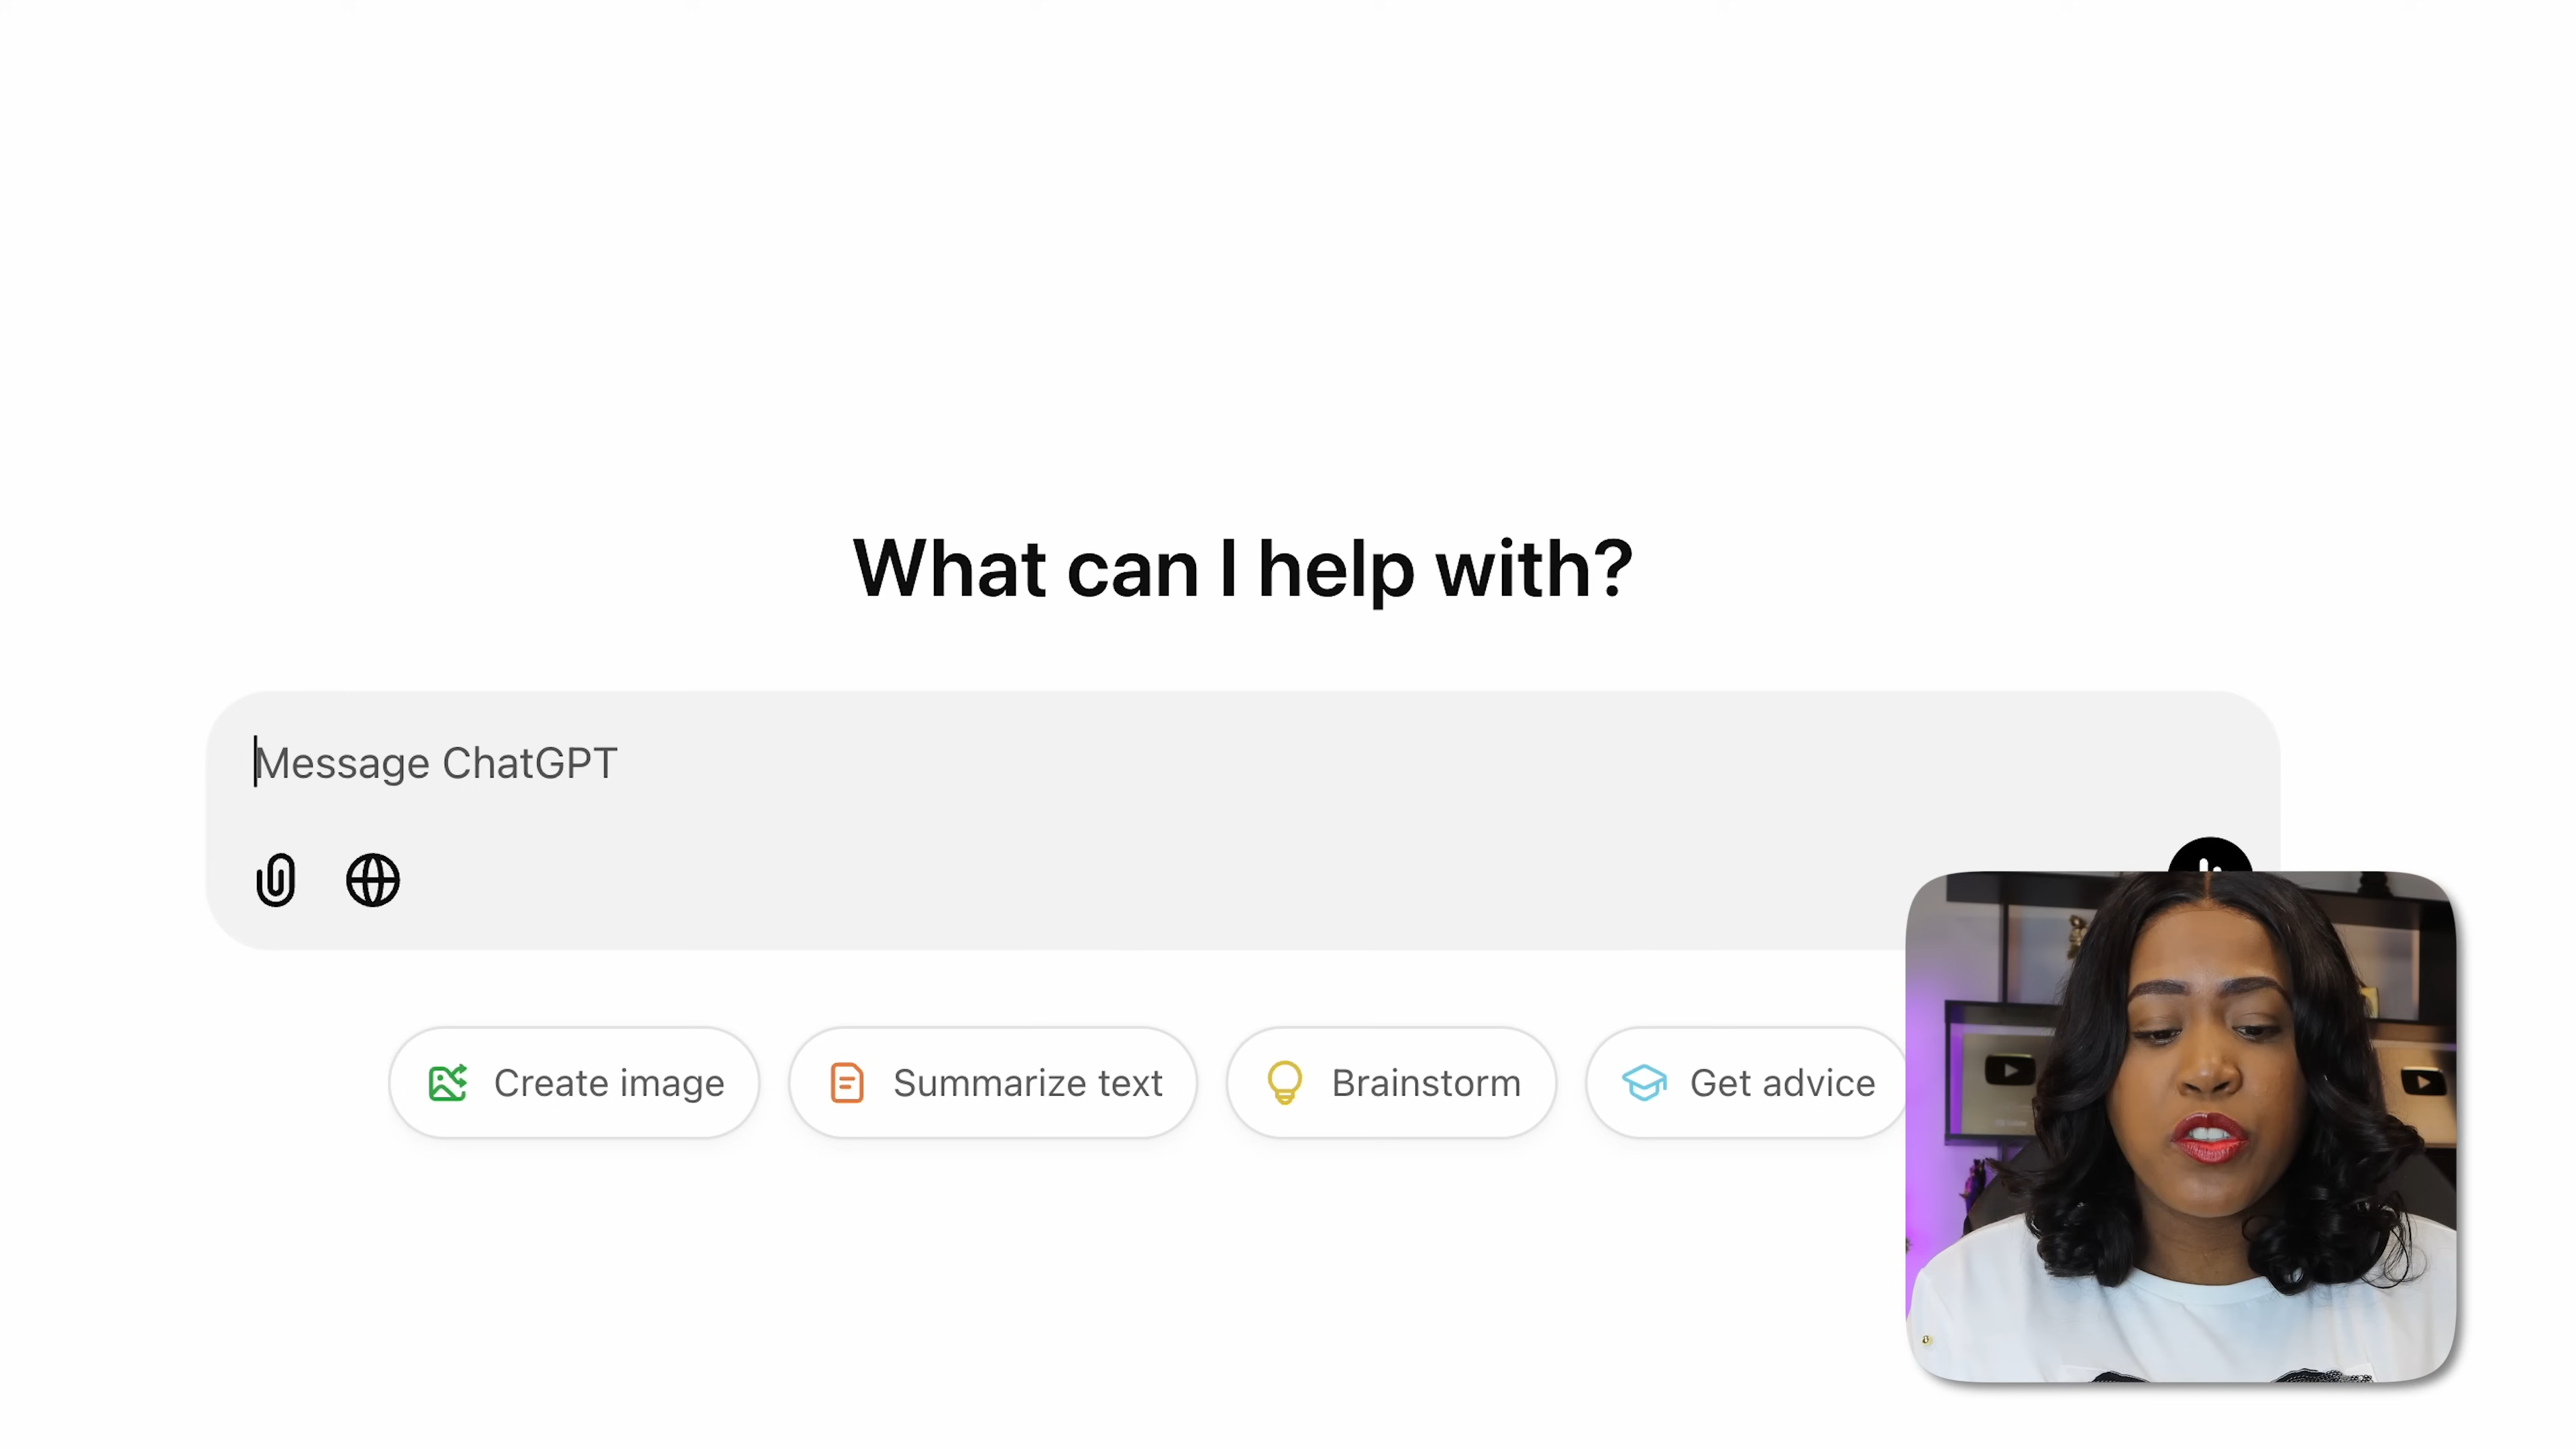 What can I help with?
Message ChatGPT
Create image
Summarize text
Brainstorm
Get advice